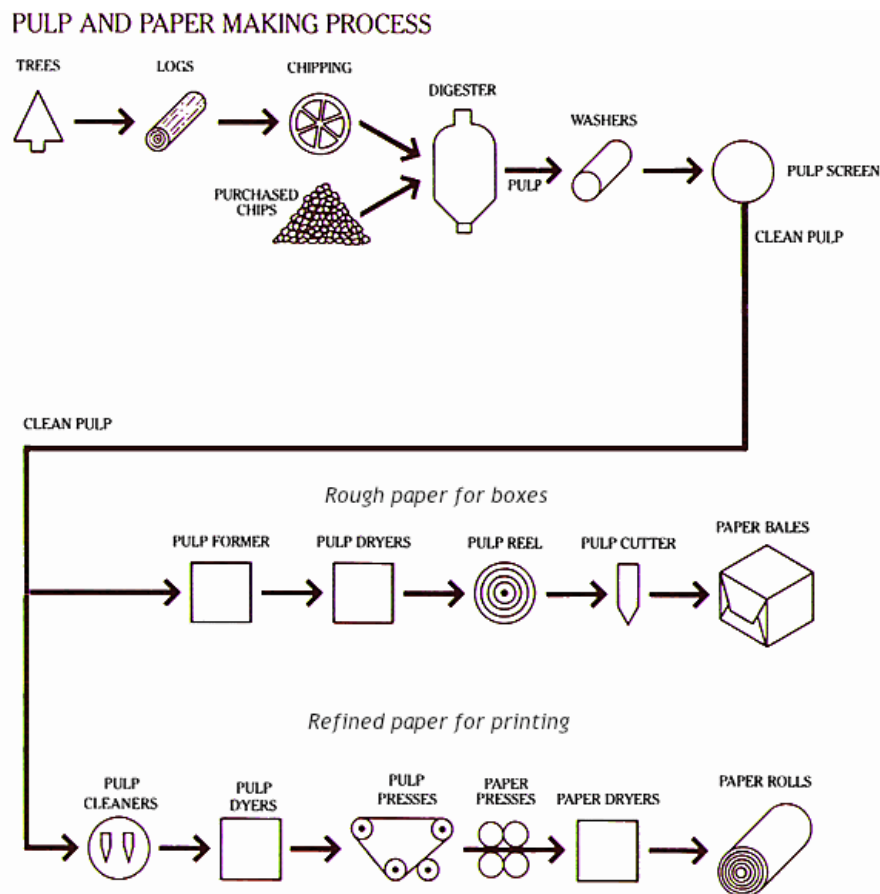 PULP AND PAPER MAKING PROCESS
TREES
LOGS
CHIPPING
DIGESTER
WASHERS
PULP SCREEN
PURCHASED
CHIPS
PULP
CLEAN PULP
CLEAN PULP
Rough paper for boxes
PULP FORMER
PULP DRYERS
PULP REEL
PULP CUTTER
PAPER BALES
Refined paper for printing
PULP
CLEANERS
PULP
DYERS
PULP
PRESSES
PAPER
PRESSES
PAPER DRYERS
PAPER ROLLS